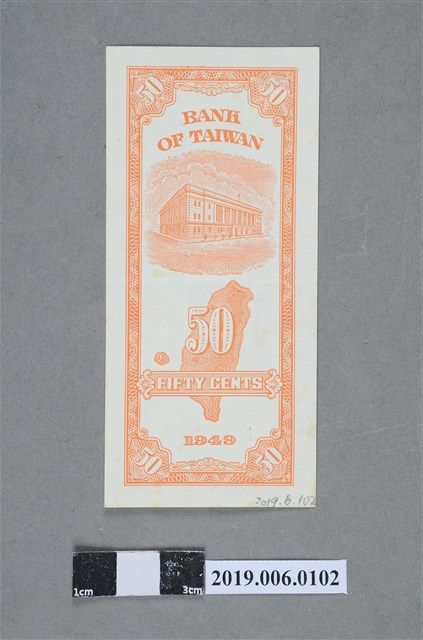 50 50
BANK
OF TAIWAN
50
FIFTY CENTS
1949
50 50
2019.6.102
1cm 3cm
2019.006.0102